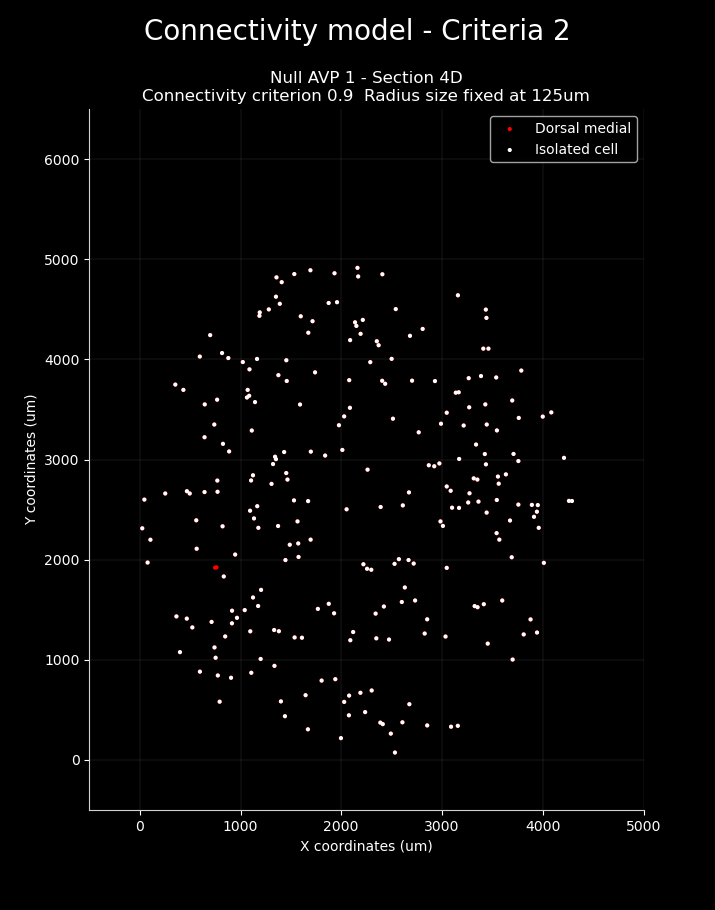 Connectivity model - Criteria 2
Null AVP 1 - Section 4D
Connectivity criterion 0.9  Radius size fixed at 125um
Dorsal medial
Isolated cell
6000
5000
4000
3000
2000
1000
0
Y coordinates (um)
0 1000 2000 3000 4000 5000
X coordinates (um)